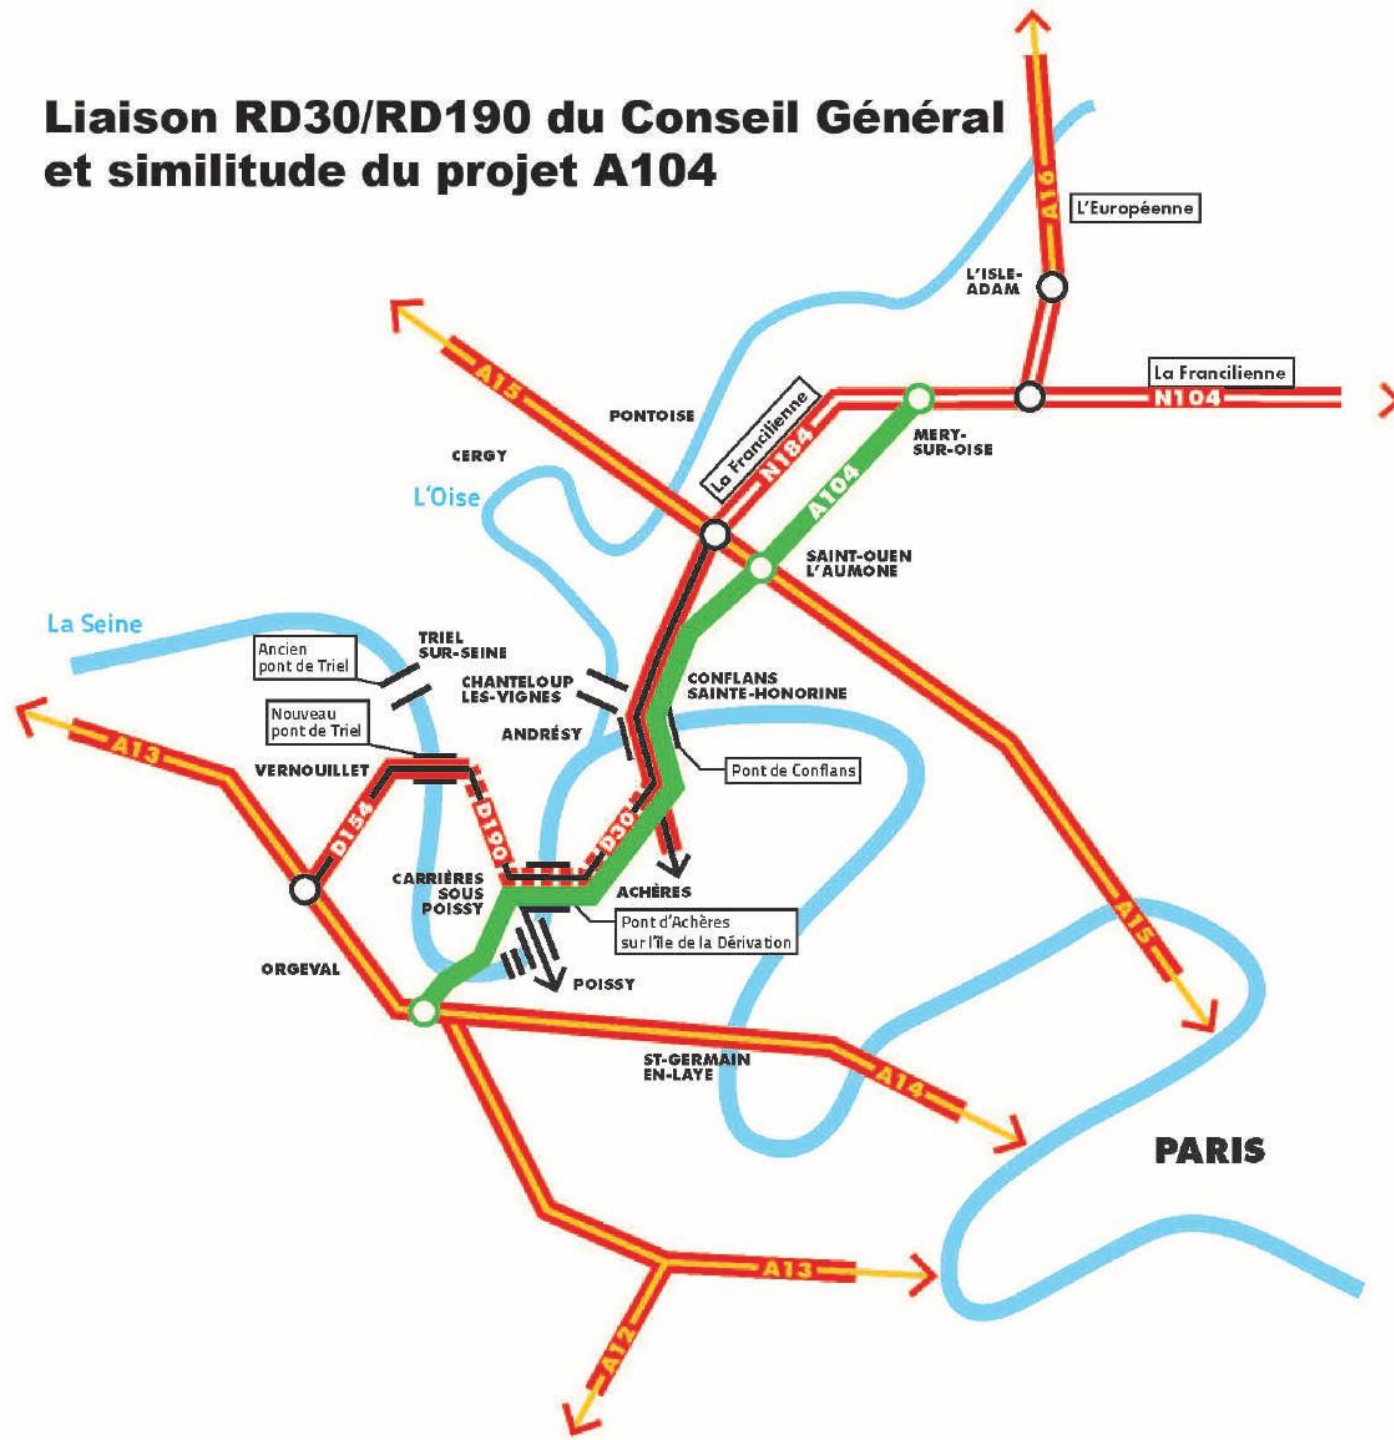 Liaison RD30/RD190 du Conseil Général
et similitude du projet A104
A16
L'Européenne
L'ISLE-
ADAM
La Francilienne
N104
A15
PONTOISE
La Francilienne
N184
MERY-
SUR-OISE
CERGY
L'Oise
A104
SAINT-OUEN
L'AUMONE
La Seine
Ancien
pont de Triel
TRIEL
SUR-SEINE
CHANTELOUP
LES-VIGNES
CONFLANS
SAINTE-HONORINE
Nouveau
pont de Triel
ANDRÉSY
A13
VERNOUILLET
Pont de Conflans
D154
D190
D30
CARRIÈRES
SOUS
POISSY
ACHÈRES
Pont d'Achères
sur l'île de la Dérivation
A15
ORGEVAL
POISSY
ST-GERMAIN
EN-LAYE
A14
PARIS
A13
A12